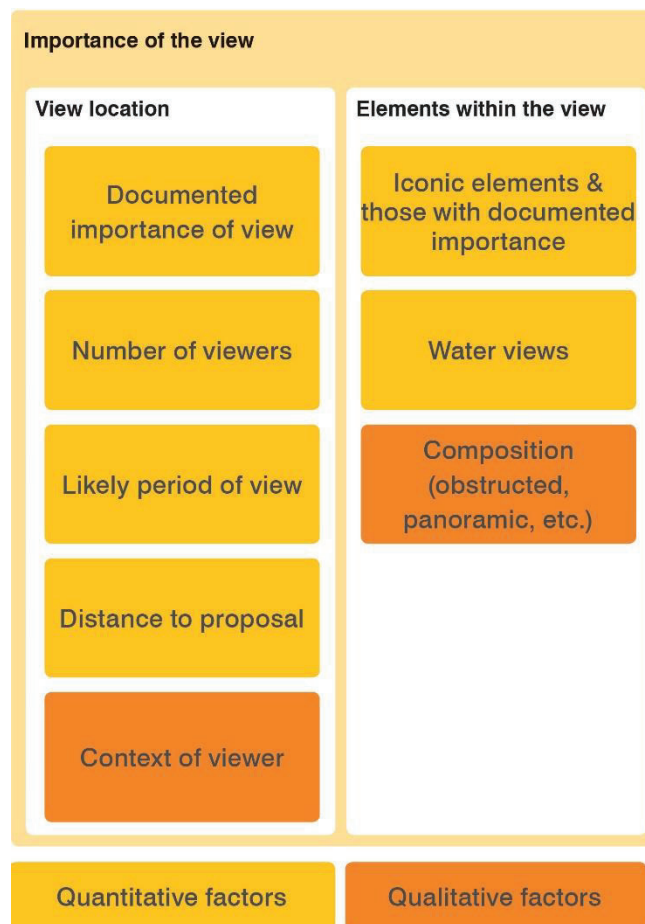 Importance of the view
View location
Documented
importance of view
Number of viewers
Likely period of view
Distance to proposal
Context of viewer
Elements within the view
Iconic elements &
those with documented
importance
Water views
Composition
(obstructed,
panoramic, etc.)
Quantitative factors
Qualitative factors